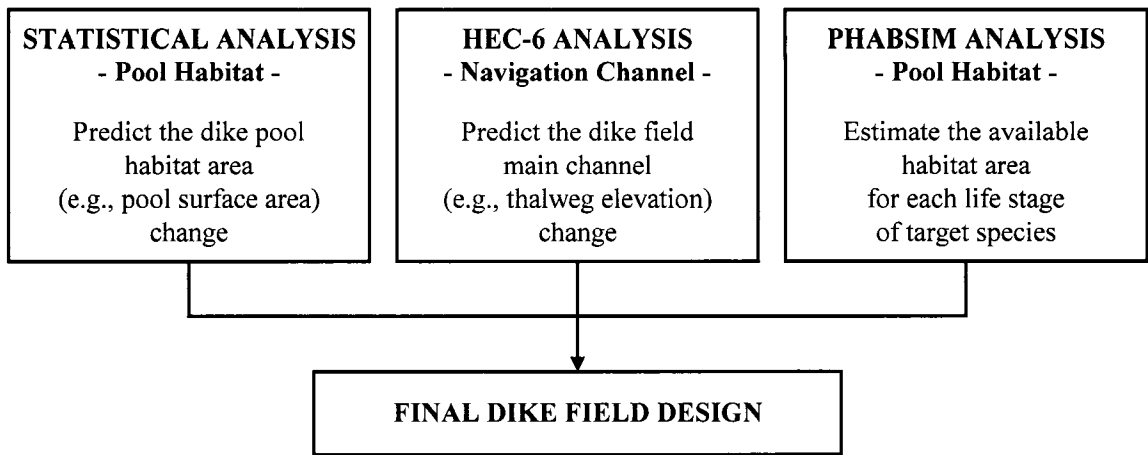 STATISTICAL ANALYSIS
- Pool Habitat -
Predict the dike pool
habitat area
(e.g., pool surface area)
change
HEC-6 ANALYSIS
- Navigation Channel -
Predict the dike field
main channel
(e.g., thalweg elevation)
change
PHABSIM ANALYSIS
- Pool Habitat -
Estimate the available
habitat area
for each life stage
of target species
FINAL DIKE FIELD DESIGN